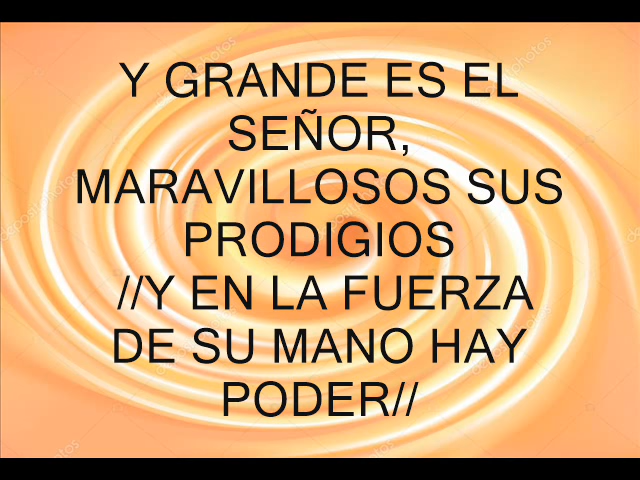 Y GRANDE ES EL
SEÑOR,
MARAVILLOSOS SUS
PRODIGIOS
//Y EN LA FUERZA
DE SU MANO HAY
PODER//